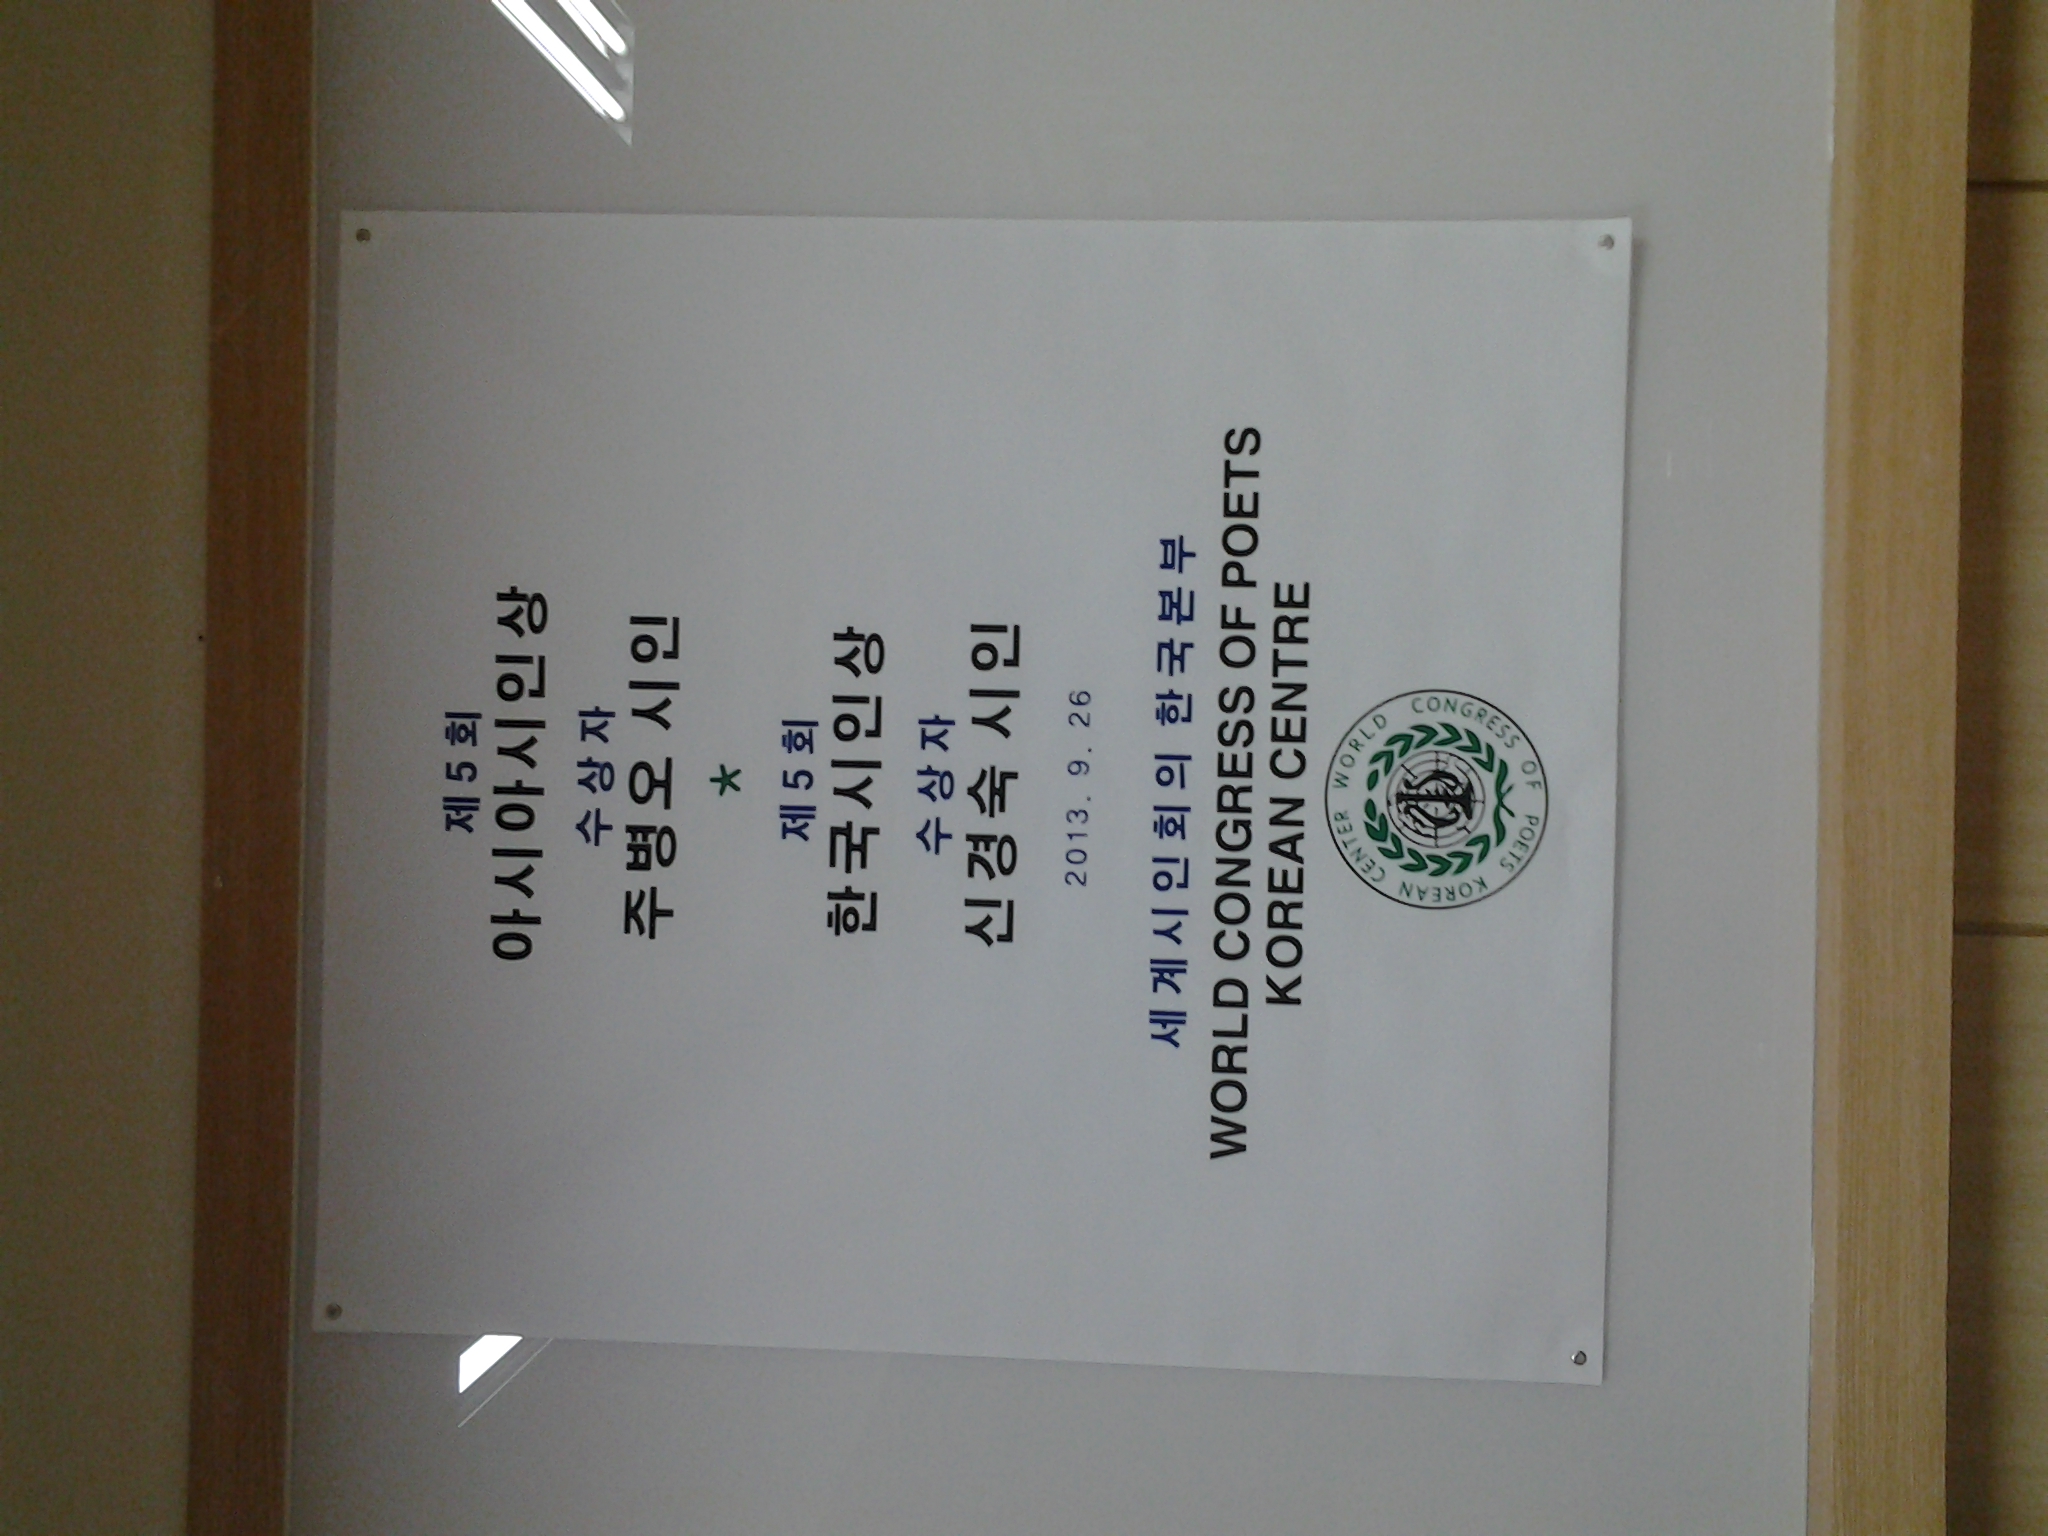 제5회
아시아시인상
수상자
주병오 시인
*
제5회
한국시인상
수상자
신경숙 시인
2013. 9. 26
세계시인회의 한국본부
WORLD CONGRESS OF POETS
KOREAN CENTRE
WORLD CONGRESS OF POETS KOREAN CENTER